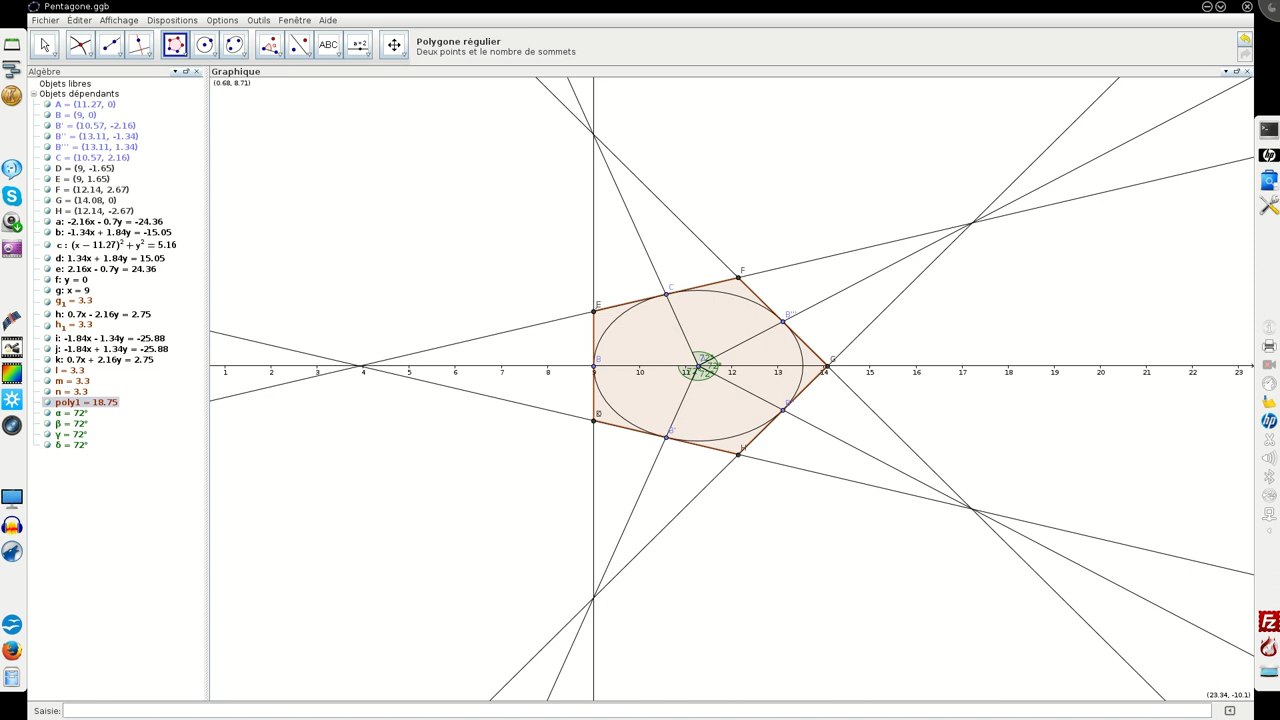 Pentagone.ggb
Fichier Éditer Affichage Dispositions Options Outils Fenêtre Aide
ABC a=2 Polygone régulier
Deux points et le nombre de sommets
Algèbre
Graphique
(0.68, 8.71)
Objets libres
Objets dépendants
A = (11.27, 0)
B = (9, 0)
B' = (10.57, -2.16)
B'' = (13.11, -1.34)
B''' = (13.11, 1.34)
C = (10.57, 2.16)
D = (9, -1.65)
E = (9, 1.65)
F = (12.14, 2.67)
G = (14.08, 0)
H = (12.14, -2.67)
a: -2.16x - 0.7y = -24.36
b: -1.34x + 1.84y = -15.05
c : (x − 11.27)² + y² = 5.16
d: 1.34x + 1.84y = 15.05
e: 2.16x - 0.7y = 24.36
f: y = 0
g: x = 9
g₁ = 3.3
h: 0.7x - 2.16y = 2.75
h₁ = 3.3
i: -1.84x - 1.34y = -25.88
j: -1.84x + 1.34y = -25.88
k: 0.7x + 2.16y = 2.75
l = 3.3
m = 3.3
n = 3.3
poly1 = 18.75
α = 72°
β = 72°
γ = 72°
δ = 72°
F
C
E
B'''
B
G
72°
72°
72
1 2 3 4 5 6 7 8 9 10 11 12 13 14 15 16 17 18 19 20 21 22 23
B''
B'
H
(23.34, -10.1)
Saisie:
hp
hp
S
Fz